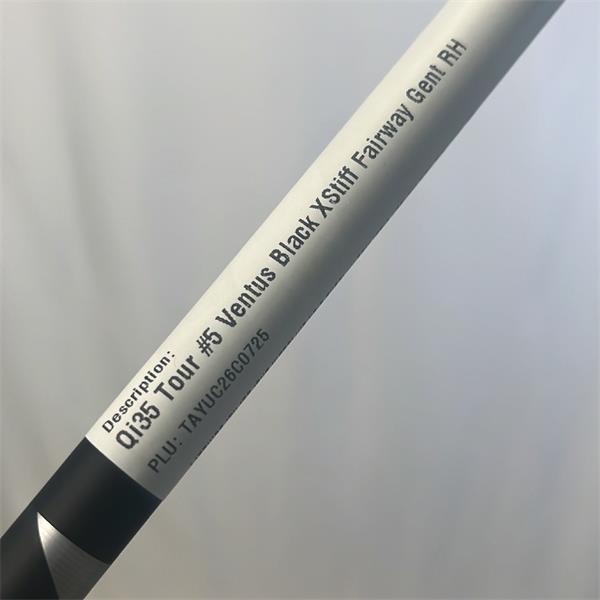 Description:
Qi35 Tour #5 Ventus Black XStiff Fairway Gent RH
PLU: TAYUC26C0725